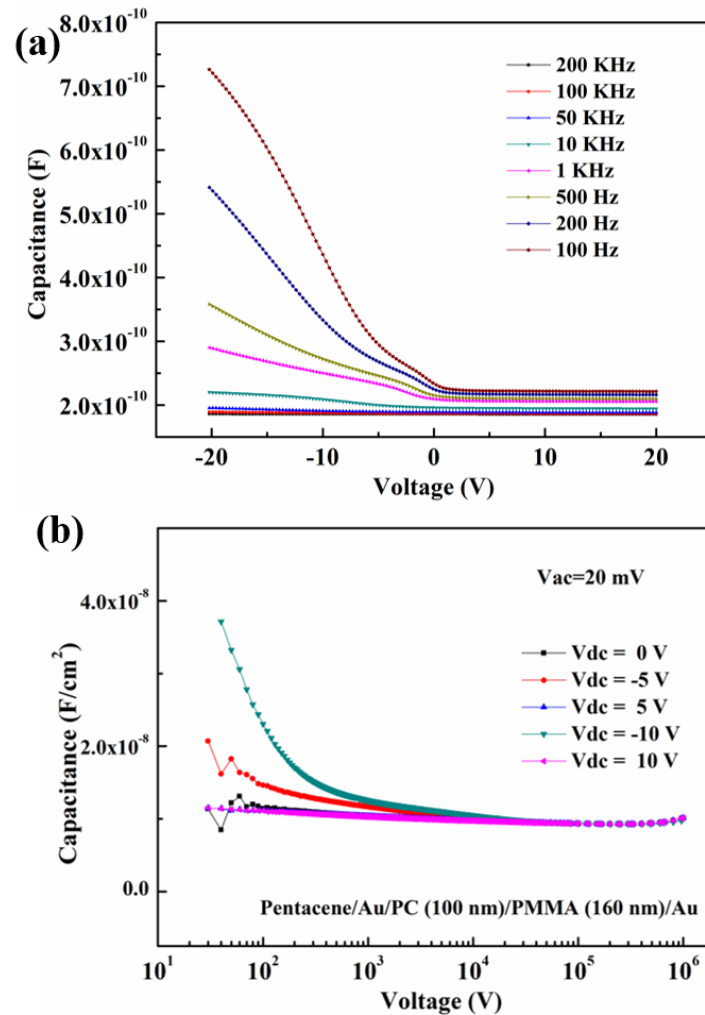 (a)
8.0x10⁻¹⁰
7.0x10⁻¹⁰
6.0x10⁻¹⁰
5.0x10⁻¹⁰
4.0x10⁻¹⁰
3.0x10⁻¹⁰
2.0x10⁻¹⁰
Capacitance (F)
200 KHz
100 KHz
50 KHz
10 KHz
1 KHz
500 Hz
200 Hz
100 Hz
-20 -10 0 10 20
Voltage (V)
(b)
4.0x10⁻⁸
2.0x10⁻⁸
0.0
Capacitance (F/cm²)
Vac=20 mV
Vdc = 0 V
Vdc = -5 V
Vdc = 5 V
Vdc = -10 V
Vdc = 10 V
Pentacene/Au/PC (100 nm)/PMMA (160 nm)/Au
10¹ 10² 10³ 10⁴ 10⁵ 10⁶
Voltage (V)